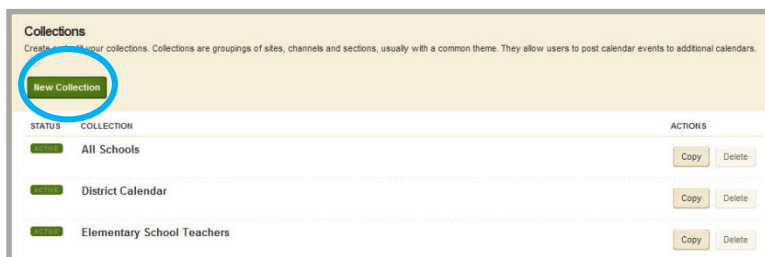 Collections
Create and edit your collections. Collections are groupings of sites, channels and sections, usually with a common theme. They allow users to post calendar events to additional calendars.
New Collection
STATUS COLLECTION ACTIONS
ACTIVE All Schools Copy Delete
ACTIVE District Calendar Copy Delete
ACTIVE Elementary School Teachers Copy Delete